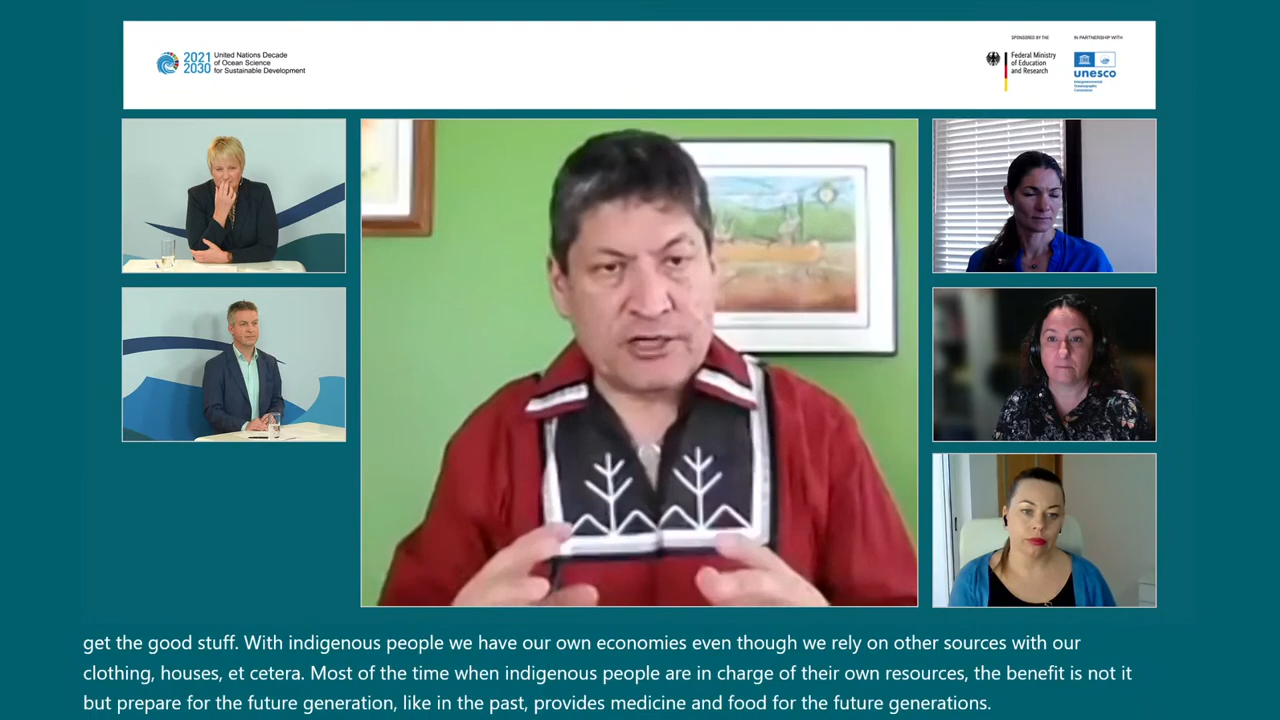 2021
2030
United Nations Decade
of Ocean Science
for Sustainable Development
SPONSORED BY THE
Federal Ministry
of Education
and Research
IN PARTNERSHIP WITH
unesco
Intergovernmental
Oceanographic
Commission
get the good stuff. With indigenous people we have our own economies even though we rely on other sources with our
clothing, houses, et cetera. Most of the time when indigenous people are in charge of their own resources, the benefit is not it
but prepare for the future generation, like in the past, provides medicine and food for the future generations.